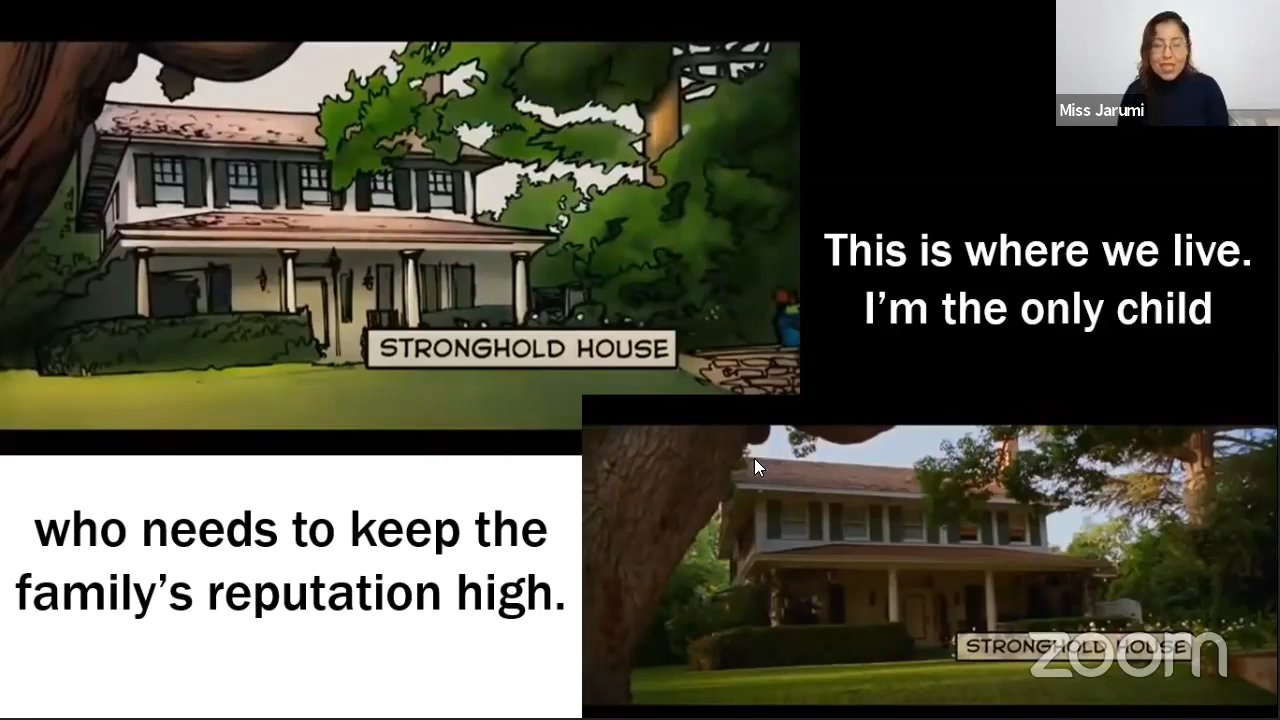 Miss Jarumi
This is where we live.
I’m the only child
STRONGHOLD HOUSE
who needs to keep the
family’s reputation high.
STRONGHOLD HOUSE
zoom